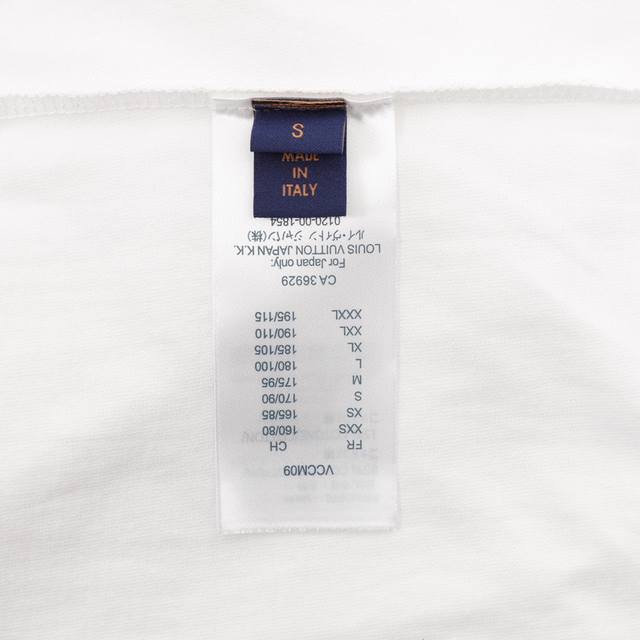 S
MADE
IN
ITALY
VCCM09
FR CH
XXS 160/80
XS 165/85
S 170/90
M 175/95
L 180/100
XL 185/105
XXL 190/110
XXXL 195/115
CA 36929
For Japan only:
LOUIS VUITTON JAPAN K.K.
ルイ・ヴィトン ジャパン(株)
0120-00-1854